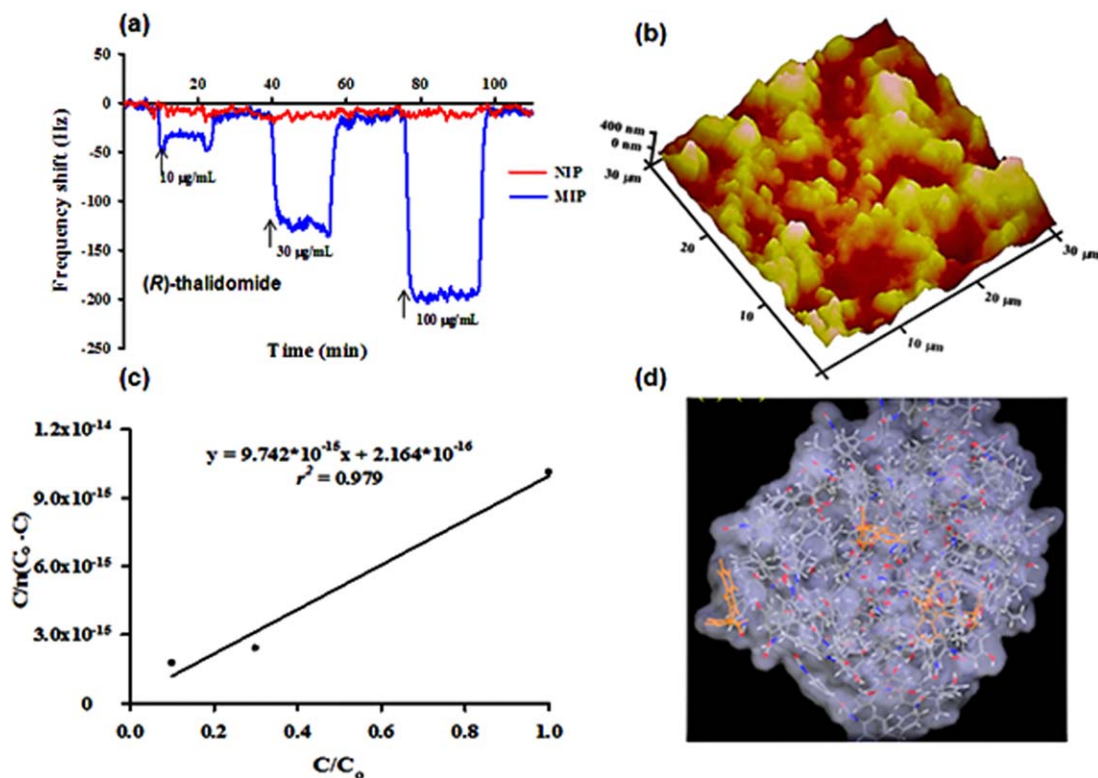 (a)
50
0
-50
-100
-150
-200
-250
20
40
60
80
100
Frequency shift (Hz)
Time (min)
10 µg/mL
30 µg/mL
100 µg/mL
(R)-thalidomide
NIP
MIP
(b)
400 nm
0 nm
30 µm
20
10
10 µm
20 µm
30 µm
(c)
1.2x10⁻¹⁴
9.0x10⁻¹⁵
6.0x10⁻¹⁵
3.0x10⁻¹⁵
0
0.0
0.2
0.4
0.6
0.8
1.0
C/n(Cₒ -C)
C/Cₒ
y = 9.742*10⁻¹⁵x + 2.164*10⁻¹⁶
r² = 0.979
(d)